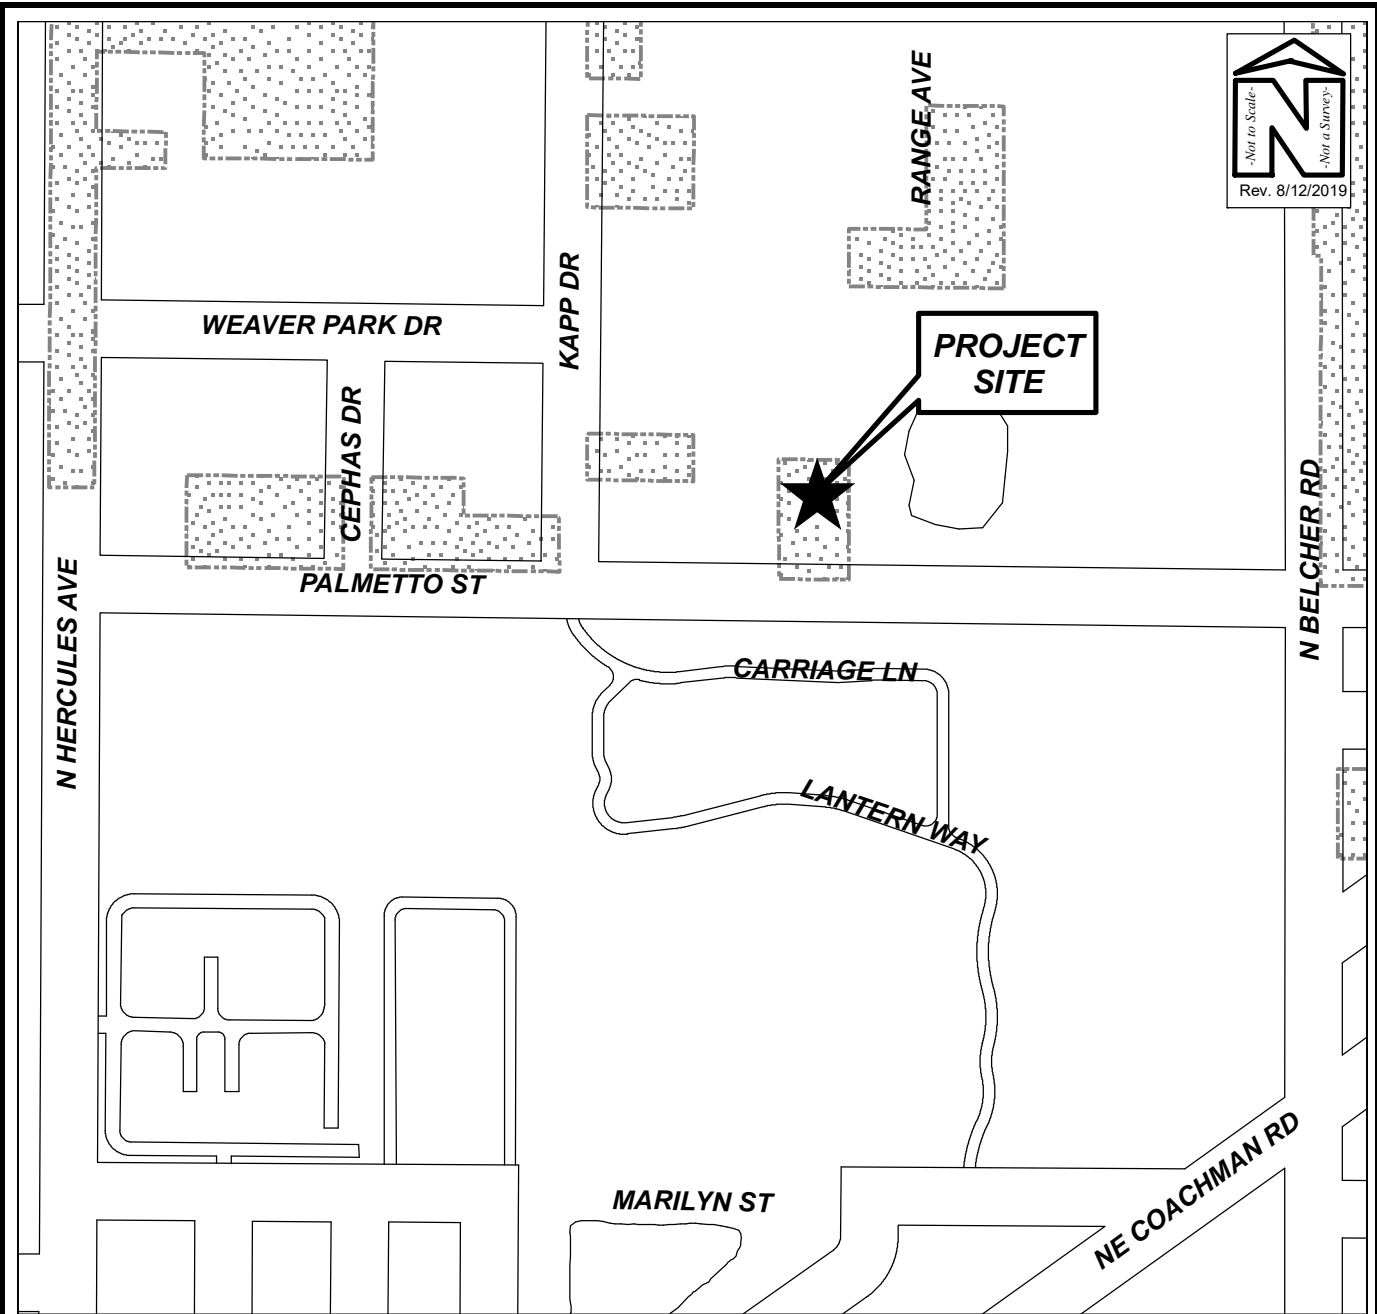 RANGE AVE
-Not to Scale-
-Not a Survey-
Rev. 8/12/2019
KAPP DR
WEAVER PARK DR
PROJECT
SITE
CEPHAS DR
N BELCHER RD
PALMETTO ST
N HERCULES AVE
CARRIAGE LN
LANTERN WAY
MARILYN ST
NE COACHMAN RD
N